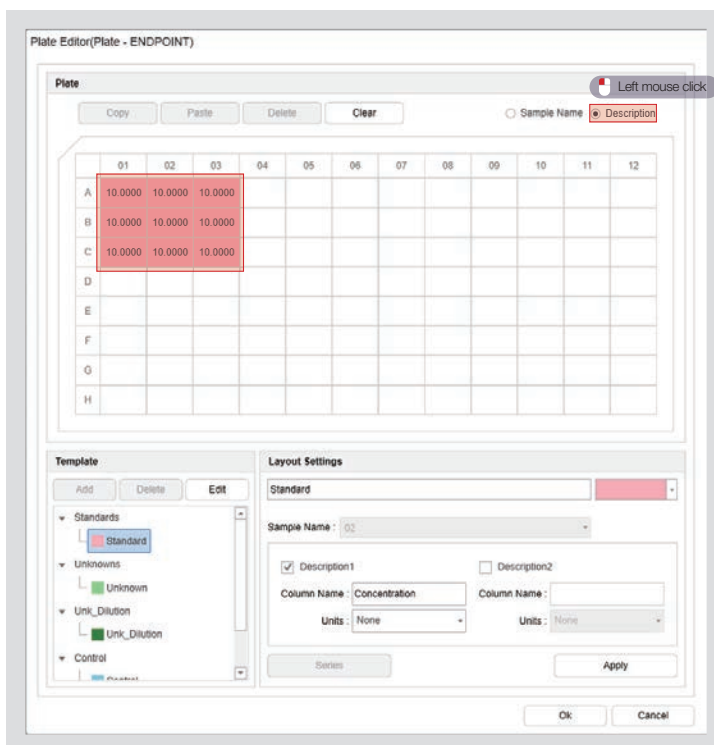 Plate Editor(Plate - ENDPOINT)
Plate
Left mouse click
Copy Paste Delete Clear Sample Name Description
01 02 03 04 05 06 07 08 09 10 11 12
A 10.0000 10.0000 10.0000
B 10.0000 10.0000 10.0000
C 10.0000 10.0000 10.0000
D
E
F
G
H
Template
Add Delete Edit
Standards
Standard
Unknowns
Unknown
Unk_Dilution
Unk_Dilution
Control
Control
Layout Settings
Standard
Sample Name : 02
Description1 Description2
Column Name : Concentration Column Name :
Units : None Units : None
Series Apply
Ok Cancel